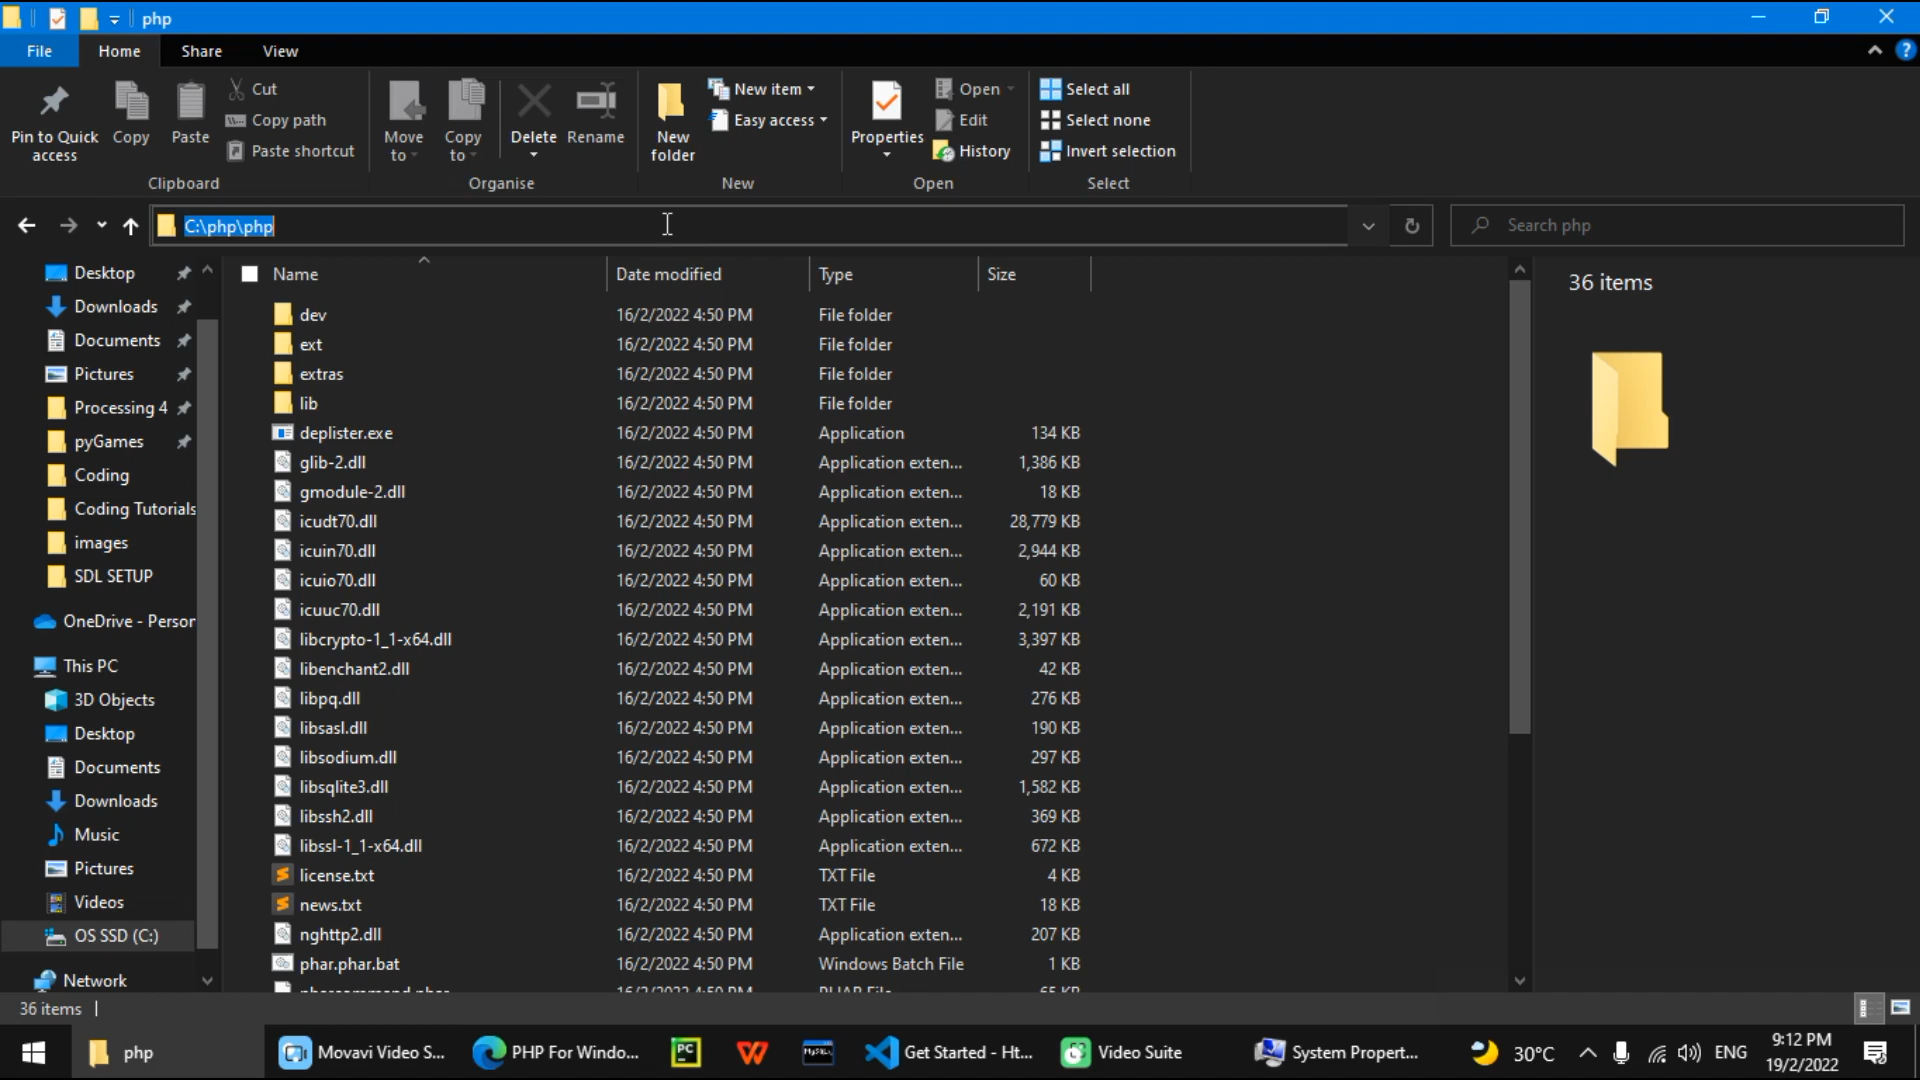 php
File Home Share View
Pin to Quick access
Copy
Paste
Cut
Copy path
Paste shortcut
Clipboard
Move to
Copy to
Delete
Rename
Organise
New folder
New item
Easy access
New
Properties
Open
Edit
History
Open
Select all
Select none
Invert selection
Select
C:\php\php
Search php
Desktop
Downloads
Documents
Pictures
Processing 4
pyGames
Coding
Coding Tutorials
images
SDL SETUP
OneDrive - Person
This PC
3D Objects
Desktop
Documents
Downloads
Music
Pictures
Videos
OS SSD (C:)
Network
Name Date modified Type Size
dev 16/2/2022 4:50 PM File folder
ext 16/2/2022 4:50 PM File folder
extras 16/2/2022 4:50 PM File folder
lib 16/2/2022 4:50 PM File folder
deplister.exe 16/2/2022 4:50 PM Application 134 KB
glib-2.dll 16/2/2022 4:50 PM Application exten... 1,386 KB
gmodule-2.dll 16/2/2022 4:50 PM Application exten... 18 KB
icudt70.dll 16/2/2022 4:50 PM Application exten... 28,779 KB
icuin70.dll 16/2/2022 4:50 PM Application exten... 2,944 KB
icuio70.dll 16/2/2022 4:50 PM Application exten... 60 KB
icuuc70.dll 16/2/2022 4:50 PM Application exten... 2,191 KB
libcrypto-1_1-x64.dll 16/2/2022 4:50 PM Application exten... 3,397 KB
libenchant2.dll 16/2/2022 4:50 PM Application exten... 42 KB
libpq.dll 16/2/2022 4:50 PM Application exten... 276 KB
libsasl.dll 16/2/2022 4:50 PM Application exten... 190 KB
libsodium.dll 16/2/2022 4:50 PM Application exten... 297 KB
libsqlite3.dll 16/2/2022 4:50 PM Application exten... 1,582 KB
libssh2.dll 16/2/2022 4:50 PM Application exten... 369 KB
libssl-1_1-x64.dll 16/2/2022 4:50 PM Application exten... 672 KB
license.txt 16/2/2022 4:50 PM TXT File 4 KB
news.txt 16/2/2022 4:50 PM TXT File 18 KB
nghttp2.dll 16/2/2022 4:50 PM Application exten... 207 KB
phar.phar.bat 16/2/2022 4:50 PM Windows Batch File 1 KB
36 items
36 items
php
Movavi Video S...
PHP For Windo...
PC
MySQL
Get Started - Ht...
Video Suite
System Propert...
30°C
ENG
9:12 PM
19/2/2022